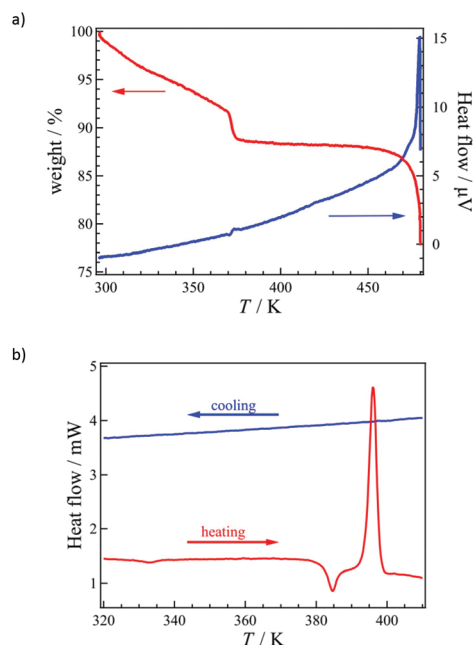 a)
100
95
90
85
80
75
weight / %
15
10
5
0
Heat flow / µV
300
350
400
450
T / K
b)
5
4
3
2
1
Heat flow / mW
cooling
heating
320
340
360
380
400
T / K